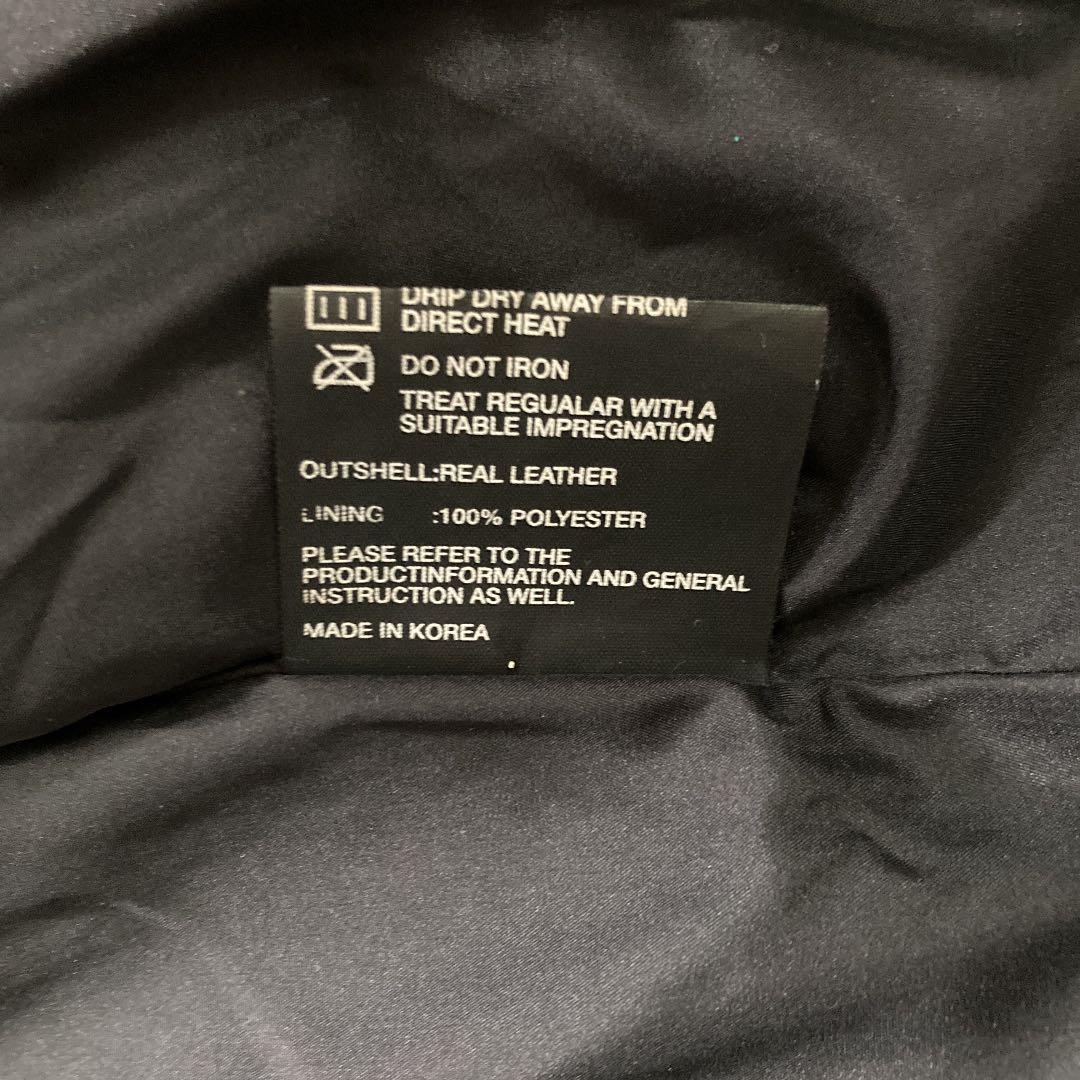 DRIP DRY AWAY FROM
DIRECT HEAT
DO NOT IRON
TREAT REGUALAR WITH A
SUITABLE IMPREGNATION
OUTSHELL:REAL LEATHER
LINING :100% POLYESTER
PLEASE REFER TO THE
PRODUCTINFORMATION AND GENERAL
INSTRUCTION AS WELL.
MADE IN KOREA